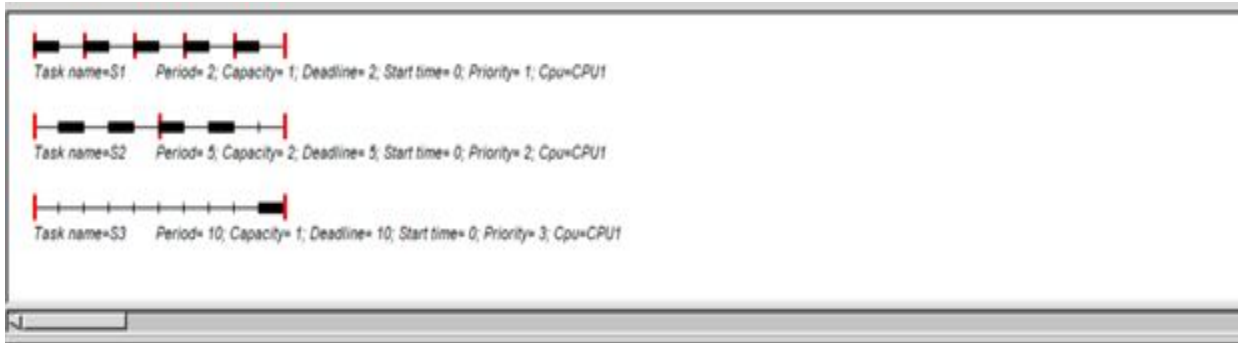 Task name=S1 Period= 2; Capacity= 1; Deadline= 2; Start time= 0; Priority= 1; Cpu=CPU1
Task name=S2 Period= 5; Capacity= 2; Deadline= 5; Start time= 0; Priority= 2; Cpu=CPU1
Task name=S3 Period= 10; Capacity= 1; Deadline= 10; Start time= 0; Priority= 3; Cpu=CPU1